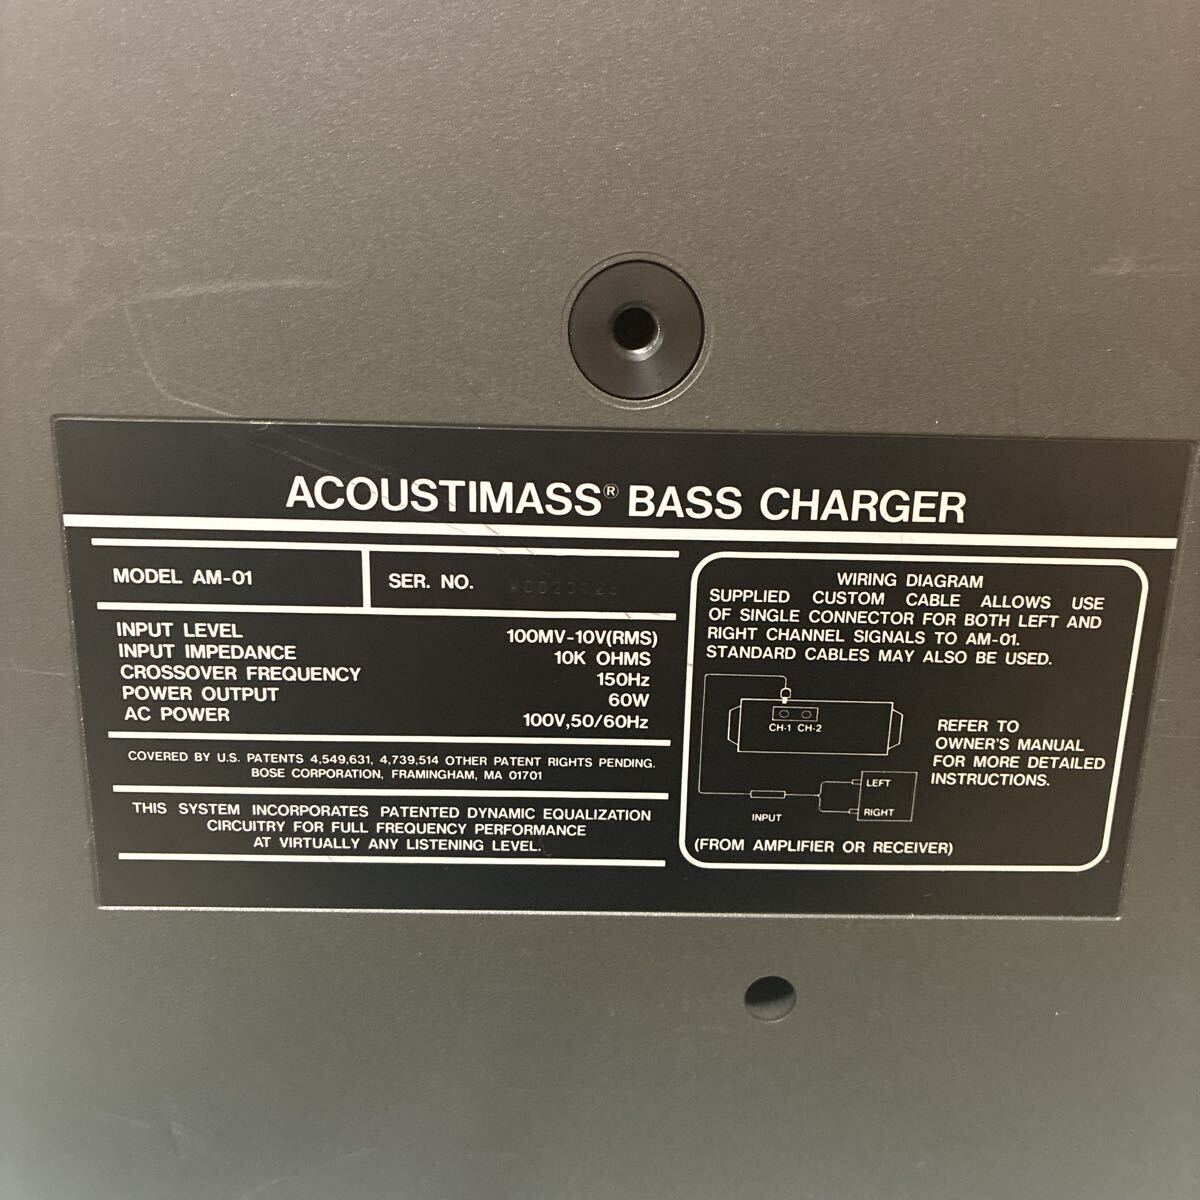 ACOUSTIMASS® BASS CHARGER
MODEL AM-01
SER. NO.
INPUT LEVEL 100MV-10V(RMS)
INPUT IMPEDANCE 10K OHMS
CROSSOVER FREQUENCY 150Hz
POWER OUTPUT 60W
AC POWER 100V,50/60Hz
COVERED BY U.S. PATENTS 4,549,631, 4,739,514 OTHER PATENT RIGHTS PENDING.
BOSE CORPORATION, FRAMINGHAM, MA 01701
THIS SYSTEM INCORPORATES PATENTED DYNAMIC EQUALIZATION
CIRCUITRY FOR FULL FREQUENCY PERFORMANCE
AT VIRTUALLY ANY LISTENING LEVEL.
WIRING DIAGRAM
SUPPLIED CUSTOM CABLE ALLOWS USE
OF SINGLE CONNECTOR FOR BOTH LEFT AND
RIGHT CHANNEL SIGNALS TO AM-01.
STANDARD CABLES MAY ALSO BE USED.
CH-1 CH-2
REFER TO
OWNER'S MANUAL
FOR MORE DETAILED
INSTRUCTIONS.
LEFT
RIGHT
INPUT
(FROM AMPLIFIER OR RECEIVER)